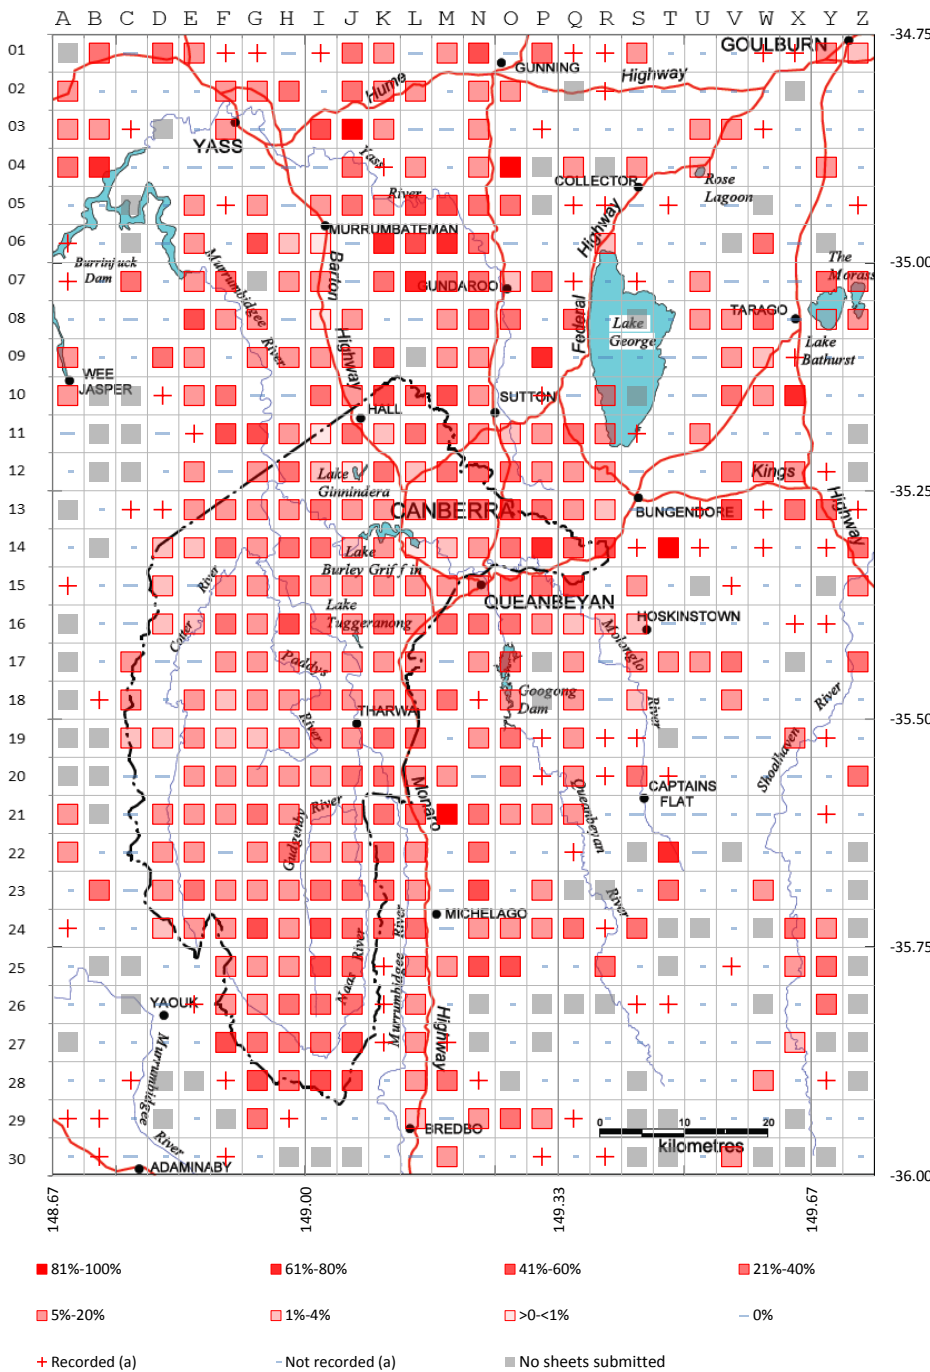 A B C D E F G H I J K L M N O P Q R S T U V W X Y Z
01
02
03
04
05
06
07
08
09
10
11
12
13
14
15
16
17
18
19
20
21
22
23
24
25
26
27
28
29
30
-34.75
-35.00
-35.25
-35.50
-35.75
-36.00
148.67
149.00
149.33
149.67
GOULBURN
GUNNING
Hume
Highway
YASS
Yass
River
COLLECTOR
Rose
Lagoon
MURRUMBATEMAN
Burrinjuck
Dam
Murrumbidgee
River
Barton
Highway
GUNDAROO
Federal
Highway
The
Morass
TARAGO
Lake
George
Lake
Bathurst
WEE
JASPER
HALL
SUTTON
Lake
Ginnindera
Kings
Highway
CANBERRA
BUNGENDORE
Lake
Burley Griffin
QUEANBEYAN
Cotter
River
Lake
Tuggeranong
HOSKINSTOWN
Molonglo
River
Paddys
River
Googong
Dam
THARWA
Shoalhaven
River
Monaro
Highway
CAPTAINS
FLAT
Queanbeyan
River
Gudgenby
River
MICHELAGO
Naas
River
Murrumbidgee
River
YAOUK
Murrumbidgee
River
BREDBO
ADAMINABY
0 10 20
kilometres
81%-100% 61%-80% 41%-60% 21%-40%
5%-20% 1%-4% >0-<1% 0%
Recorded (a) Not recorded (a) No sheets submitted